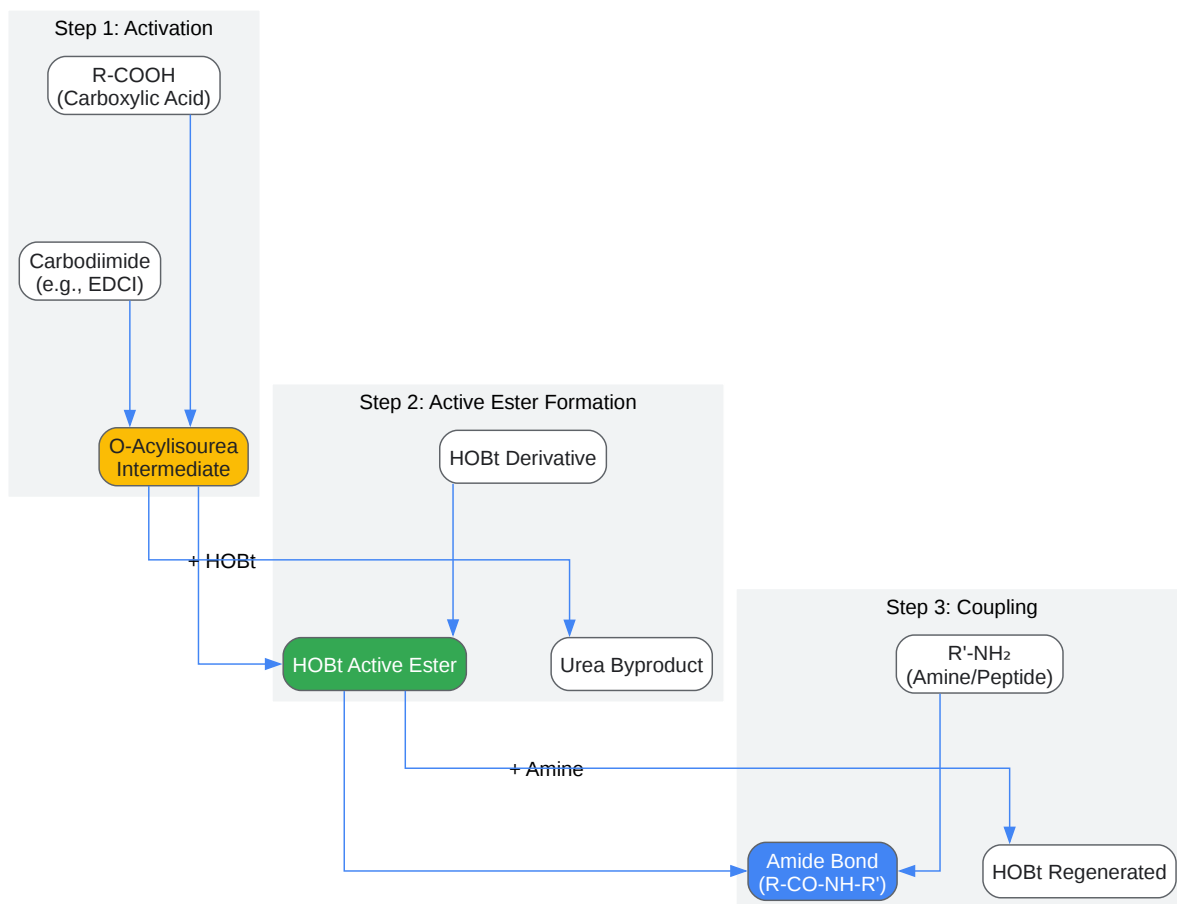 Step 1: Activation
R-COOH
(Carboxylic Acid)
Carbodiimide
(e.g., EDCI)
O-Acylisourea
Intermediate
Step 2: Active Ester Formation
HOBt Derivative
+ HOBt
HOBt Active Ester
Urea Byproduct
Step 3: Coupling
R'-NH₂
(Amine/Peptide)
+ Amine
Amide Bond
(R-CO-NH-R')
HOBt Regenerated